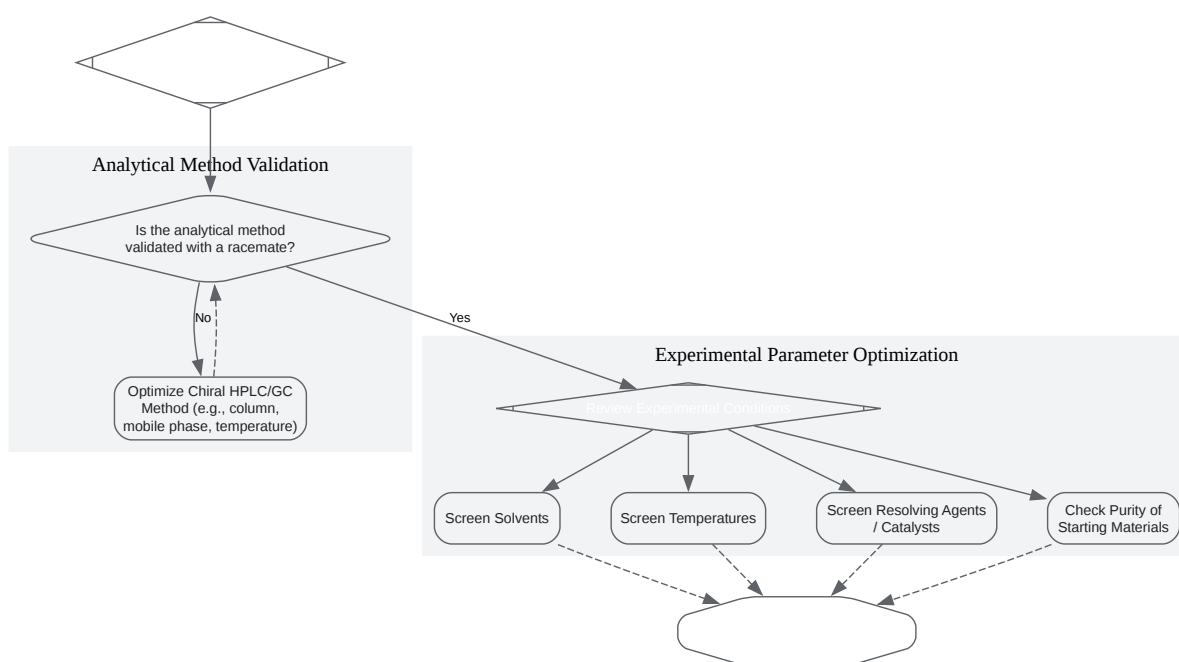 Analytical Method Validation
Is the analytical method
validated with a racemate?
No
Yes
Optimize Chiral HPLC/GC
Method (e.g., column,
mobile phase, temperature)
Experimental Parameter Optimization
Review Experimental Conditions
Screen Solvents
Screen Temperatures
Screen Resolving Agents
/ Catalysts
Check Purity of
Starting Materials